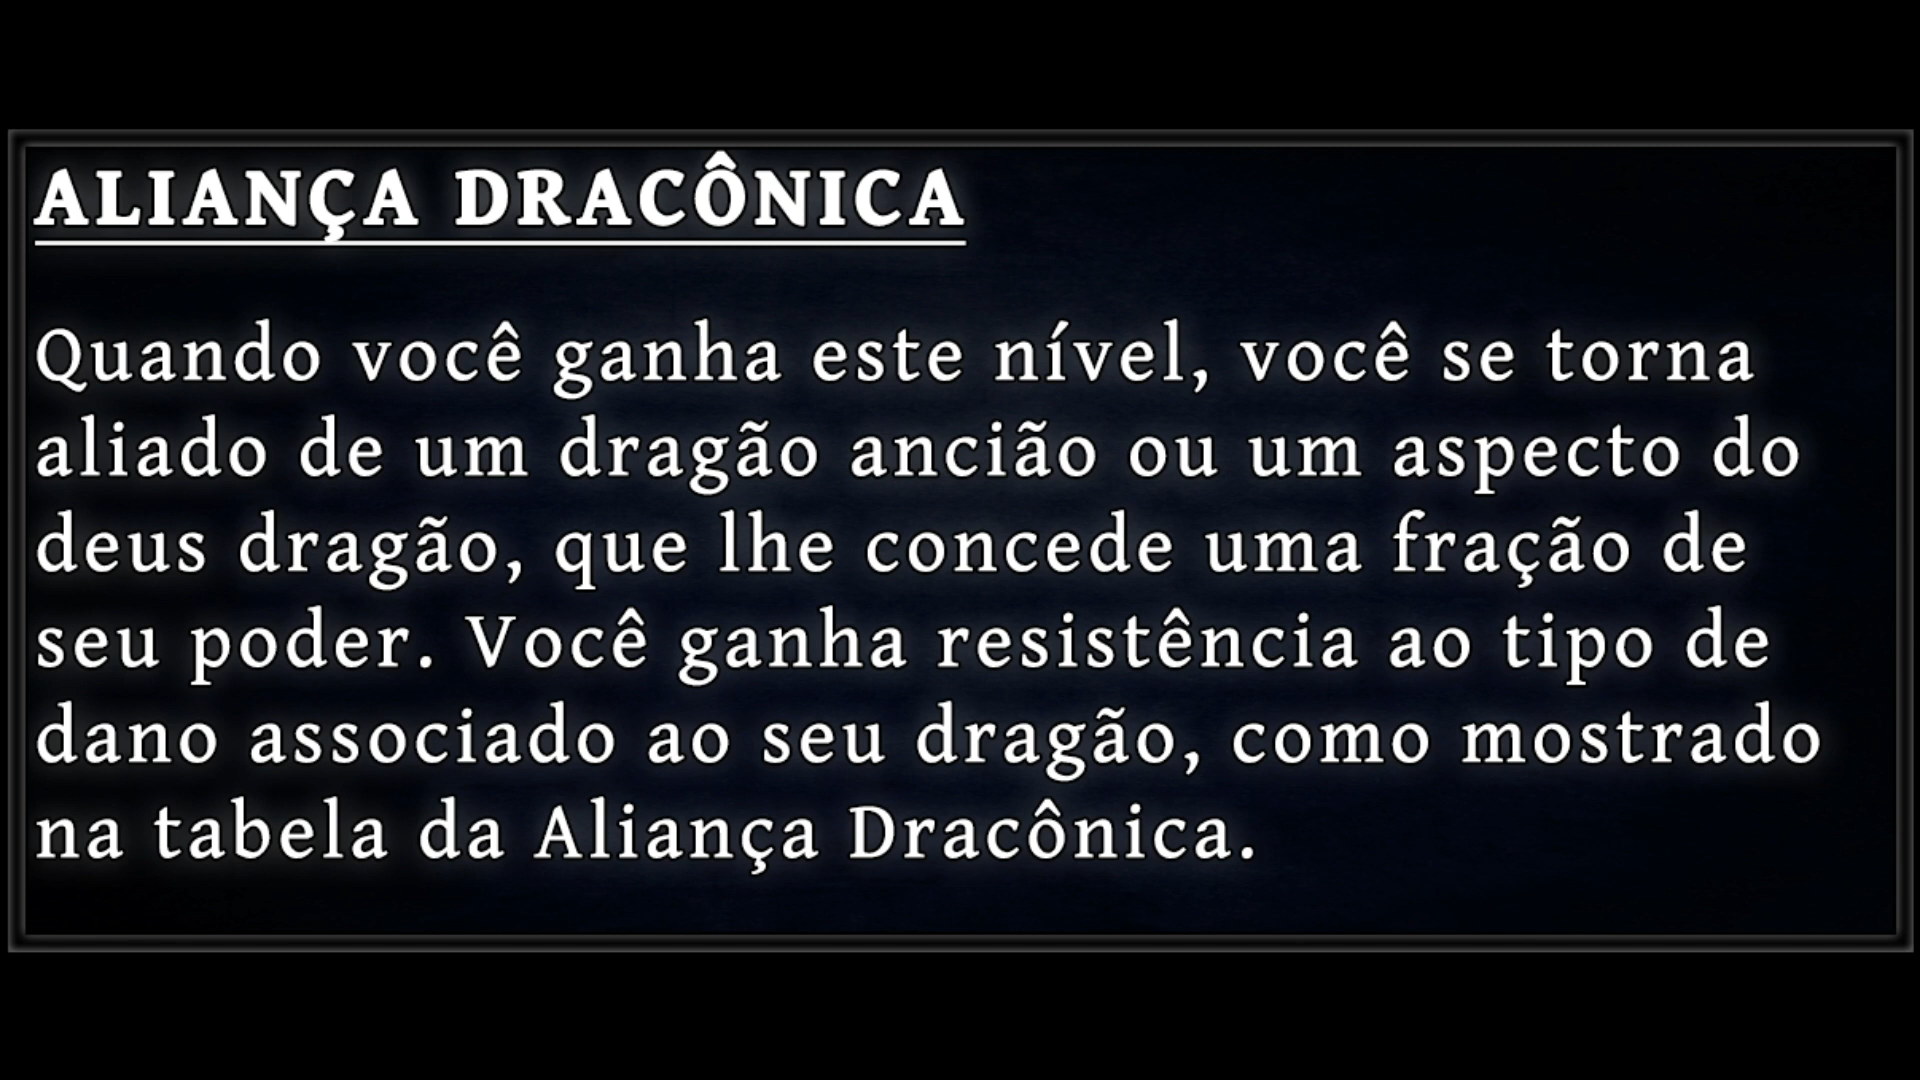 ALIANÇA DRACÔNICA
Quando você ganha este nível, você se torna
aliado de um dragão ancião ou um aspecto do
deus dragão, que lhe concede uma fração de
seu poder. Você ganha resistência ao tipo de
dano associado ao seu dragão, como mostrado
na tabela da Aliança Dracônica.